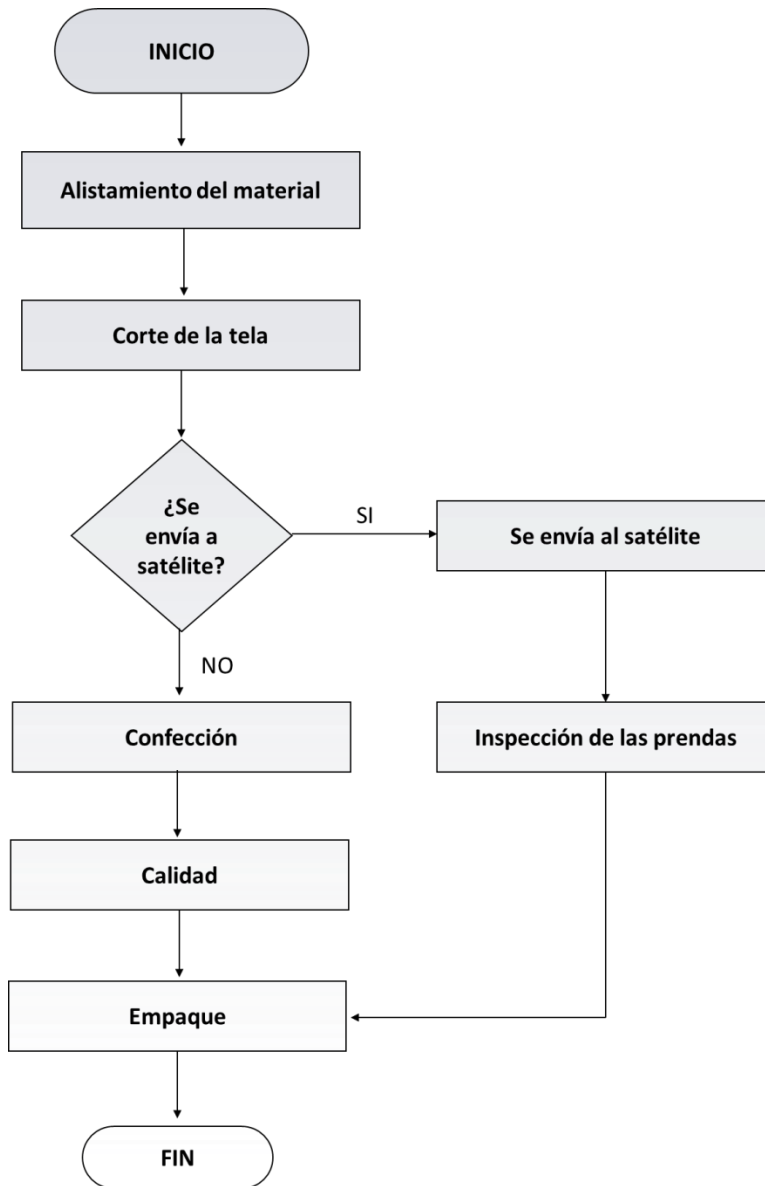 INICIO
Alistamiento del material
Corte de la tela
¿Se
envía a
satélite?
SI
Se envía al satélite
NO
Confección
Inspección de las prendas
Calidad
Empaque
FIN